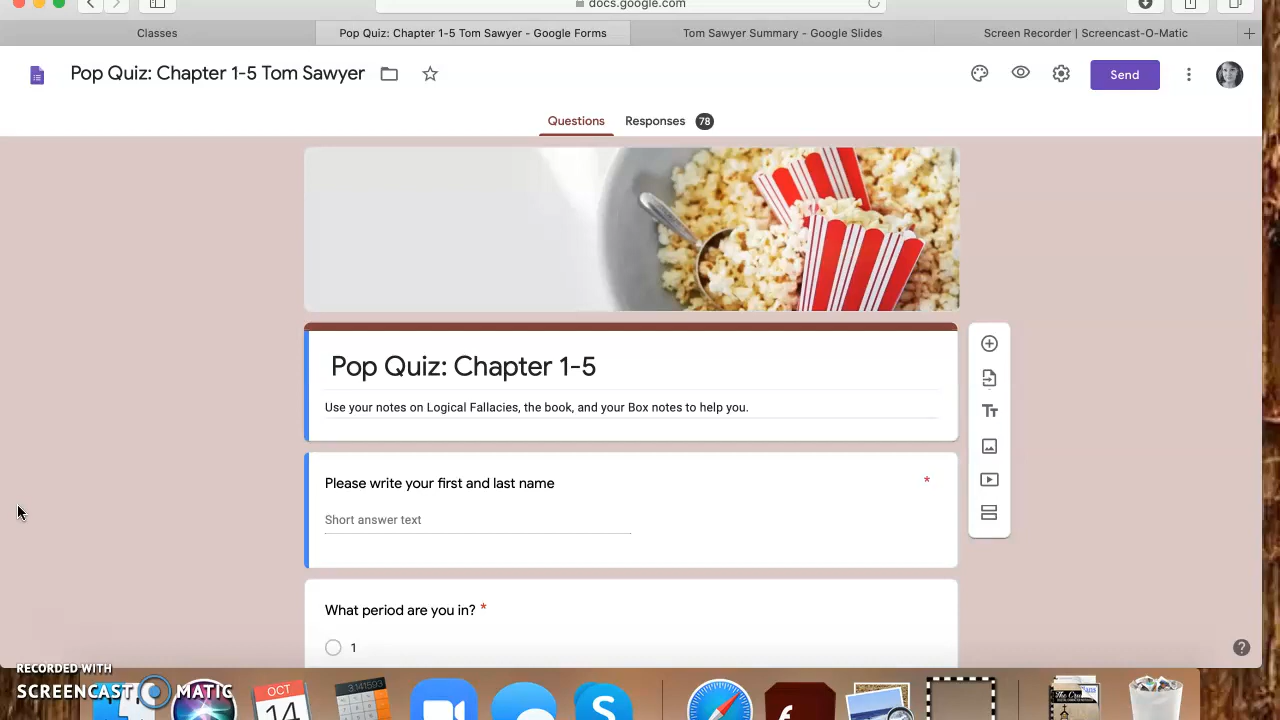 docs.google.com
Classes
Pop Quiz: Chapter 1-5 Tom Sawyer - Google Forms
Tom Sawyer Summary - Google Slides
Screen Recorder | Screencast-O-Matic
Pop Quiz: Chapter 1-5 Tom Sawyer
Send
Questions
Responses 78
Pop Quiz: Chapter 1-5
Use your notes on Logical Fallacies, the book, and your Box notes to help you.
Please write your first and last name *
Short answer text
What period are you in? *
1
RECORDED WITH
SCREENCAST MATIC
OCT
14
3.141593
S
f